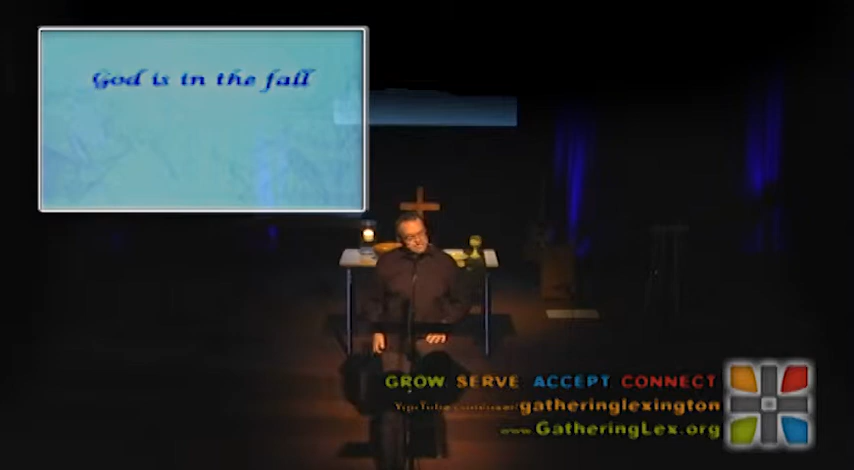 God is in the fall
GROW SERVE ACCEPT CONNECT
gatheringlexington
www.GatheringLex.org